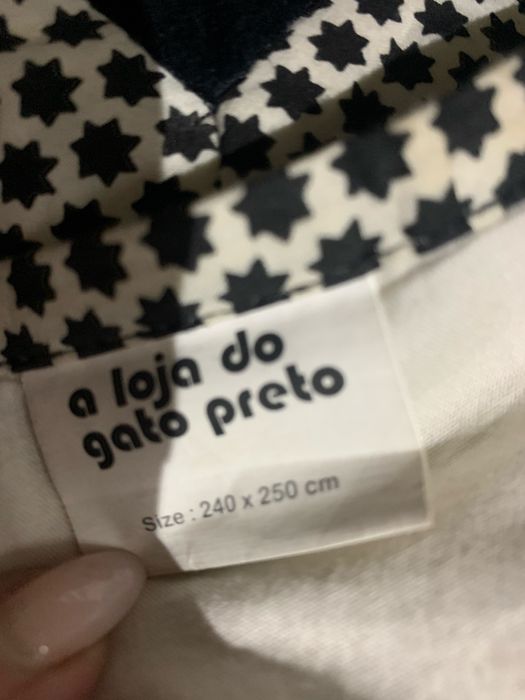 a loja do
gato preto
Size : 240 x 250 cm